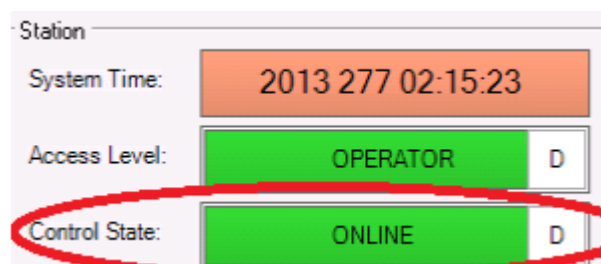 Station
System Time: 2013 277 02:15:23
Access Level: OPERATOR D
Control State: ONLINE D